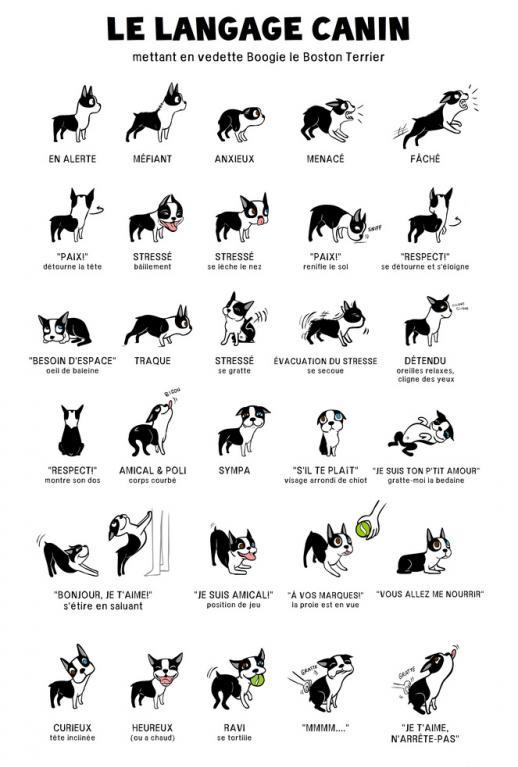 LE LANGAGE CANIN
mettant en vedette Boogie le Boston Terrier
EN ALERTE
MÉFIANT
ANXIEUX
MENACÉ
FÂCHÉ
SNIFF
"PAIX!"
détourne la tête
STRESSÉ
bâillement
STRESSÉ
se lèche le nez
"PAIX!"
renifle le sol
"RESPECT!"
se détourne et s'éloigne
"BESOIN D'ESPACE"
oeil de baleine
TRAQUE
STRESSÉ
se gratte
ÉVACUATION DU STRESSE
se secoue
DÉTENDU
oreilles relaxes,
cligne des yeux
BISOU
"RESPECT!"
montre son dos
AMICAL & POLI
corps courbé
SYMPA
"S'IL TE PLAÎT"
visage arrondi de chiot
"JE SUIS TON P'TIT AMOUR"
gratte-moi la bedaine
"BONJOUR, JE T'AIME!"
s'étire en saluant
"JE SUIS AMICAL!"
position de jeu
"À VOS MARQUES!"
la proie est en vue
"VOUS ALLEZ ME NOURRIR"
GRATTE
GRATTE
CURIEUX
tête inclinée
HEUREUX
(ou a chaud)
RAVI
se tortille
"MMMM...."
"JE T'AIME,
N'ARRÊTE-PAS"